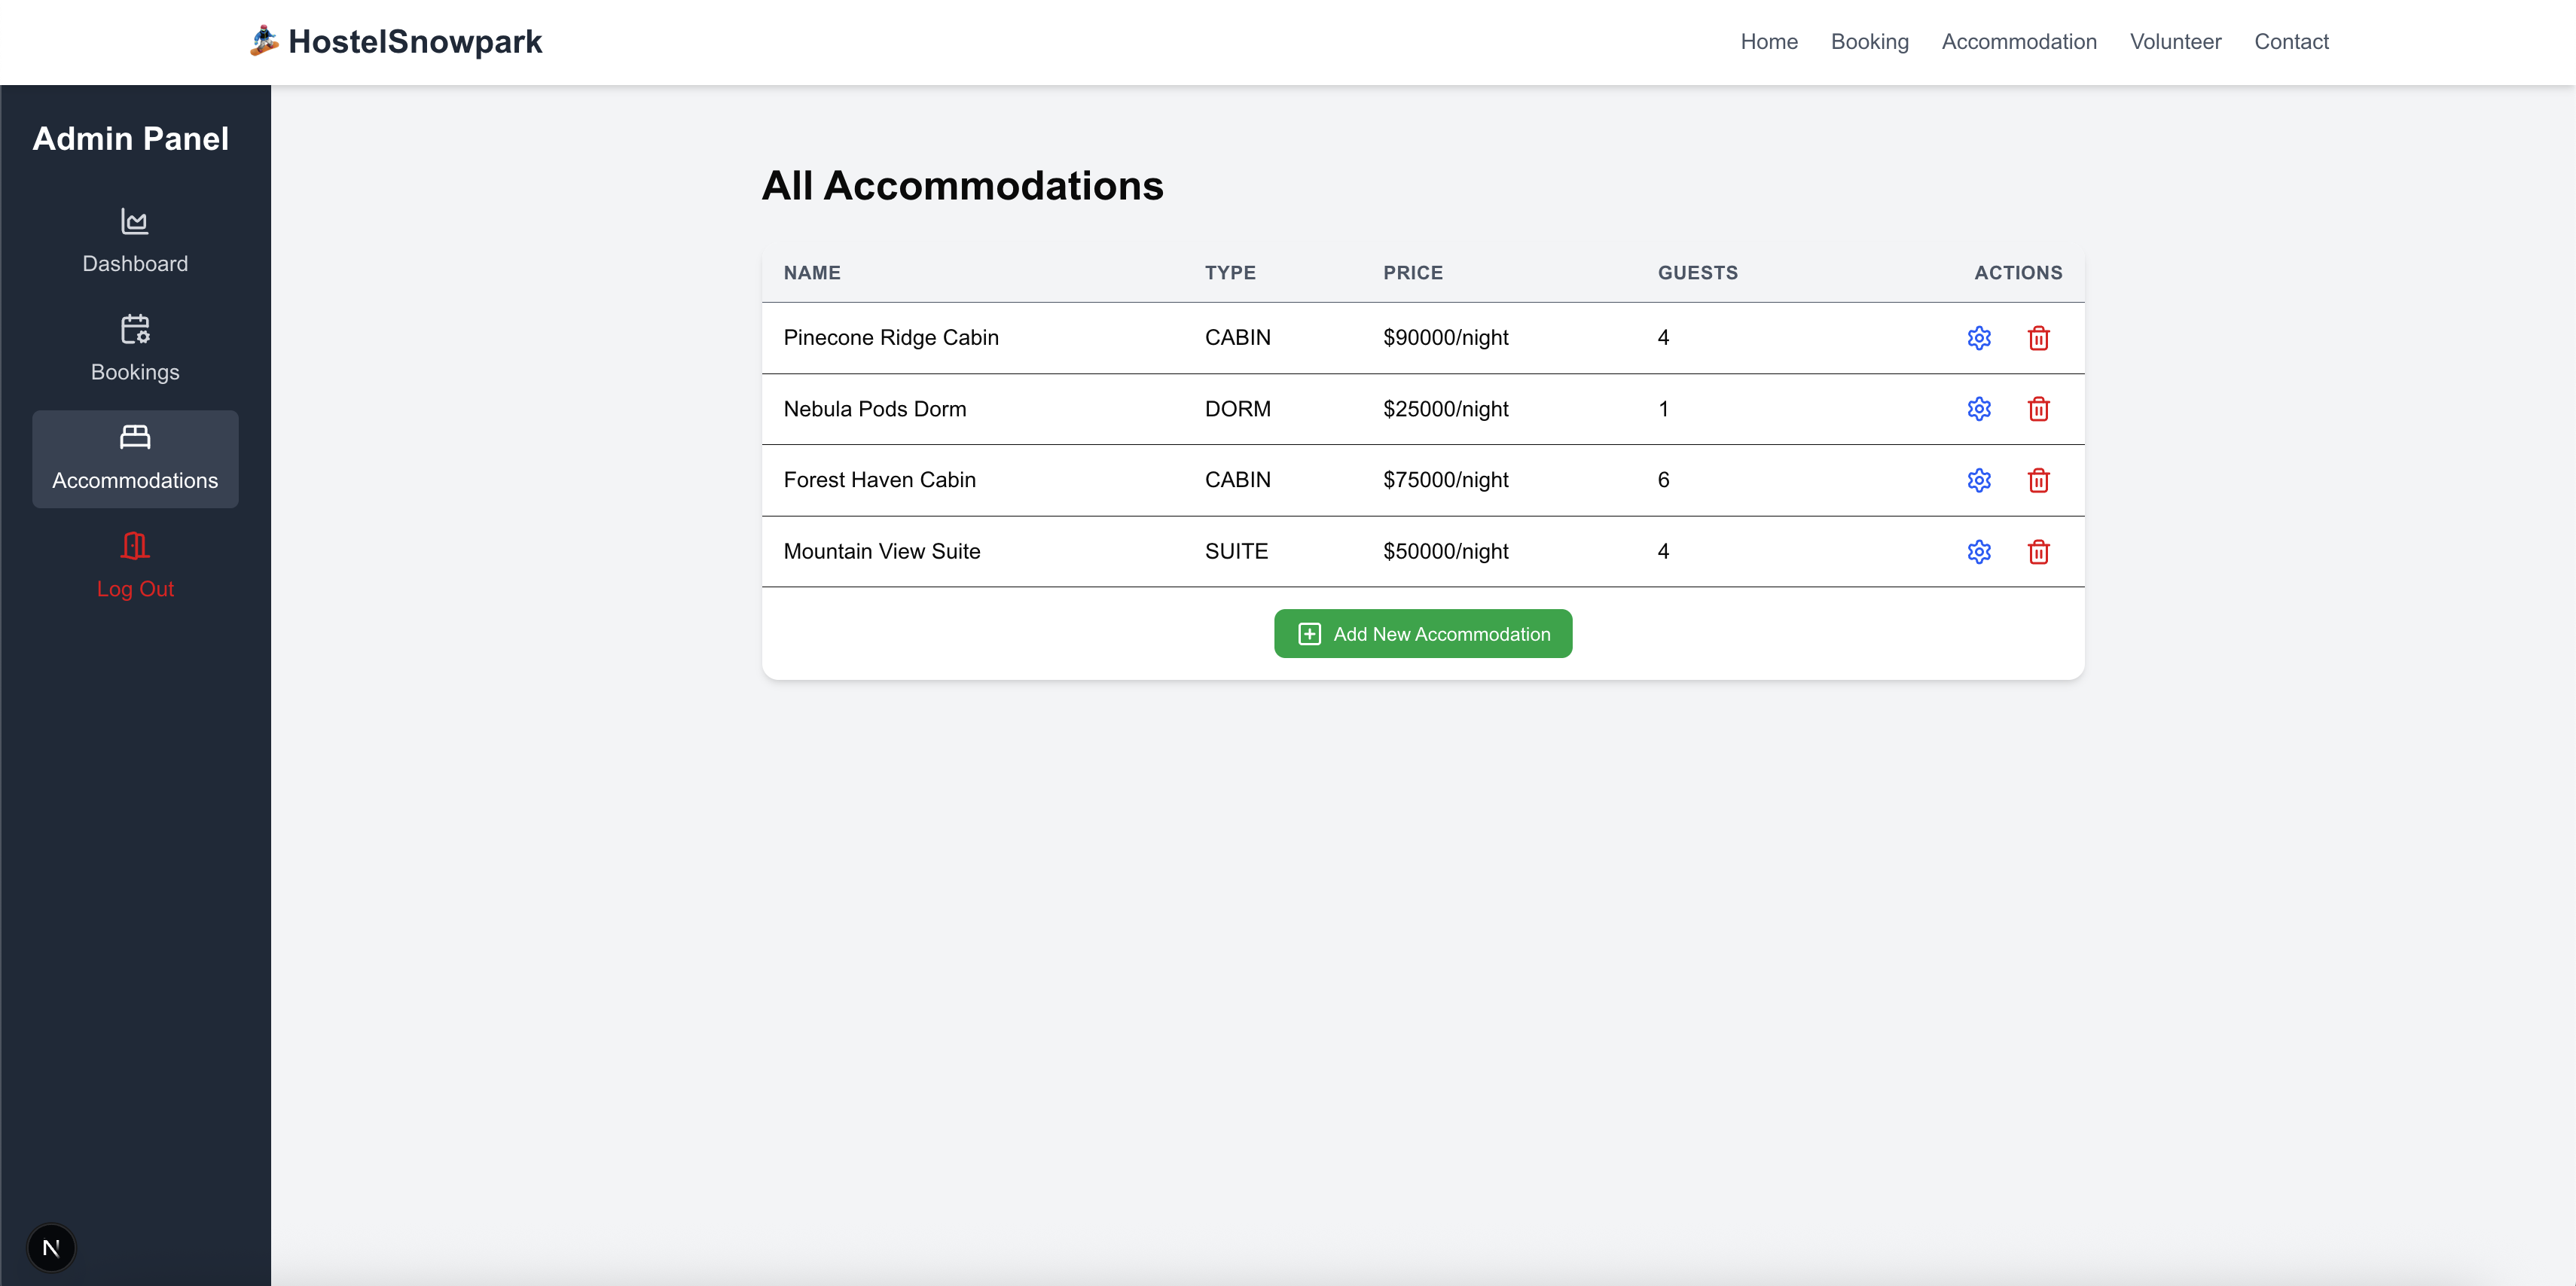 HostelSnowpark
Home Booking Accommodation Volunteer Contact
Admin Panel
Dashboard
Bookings
Accommodations
Log Out
All Accommodations
NAME TYPE PRICE GUESTS ACTIONS
Pinecone Ridge Cabin CABIN $90000/night 4
Nebula Pods Dorm DORM $25000/night 1
Forest Haven Cabin CABIN $75000/night 6
Mountain View Suite SUITE $50000/night 4
Add New Accommodation
N